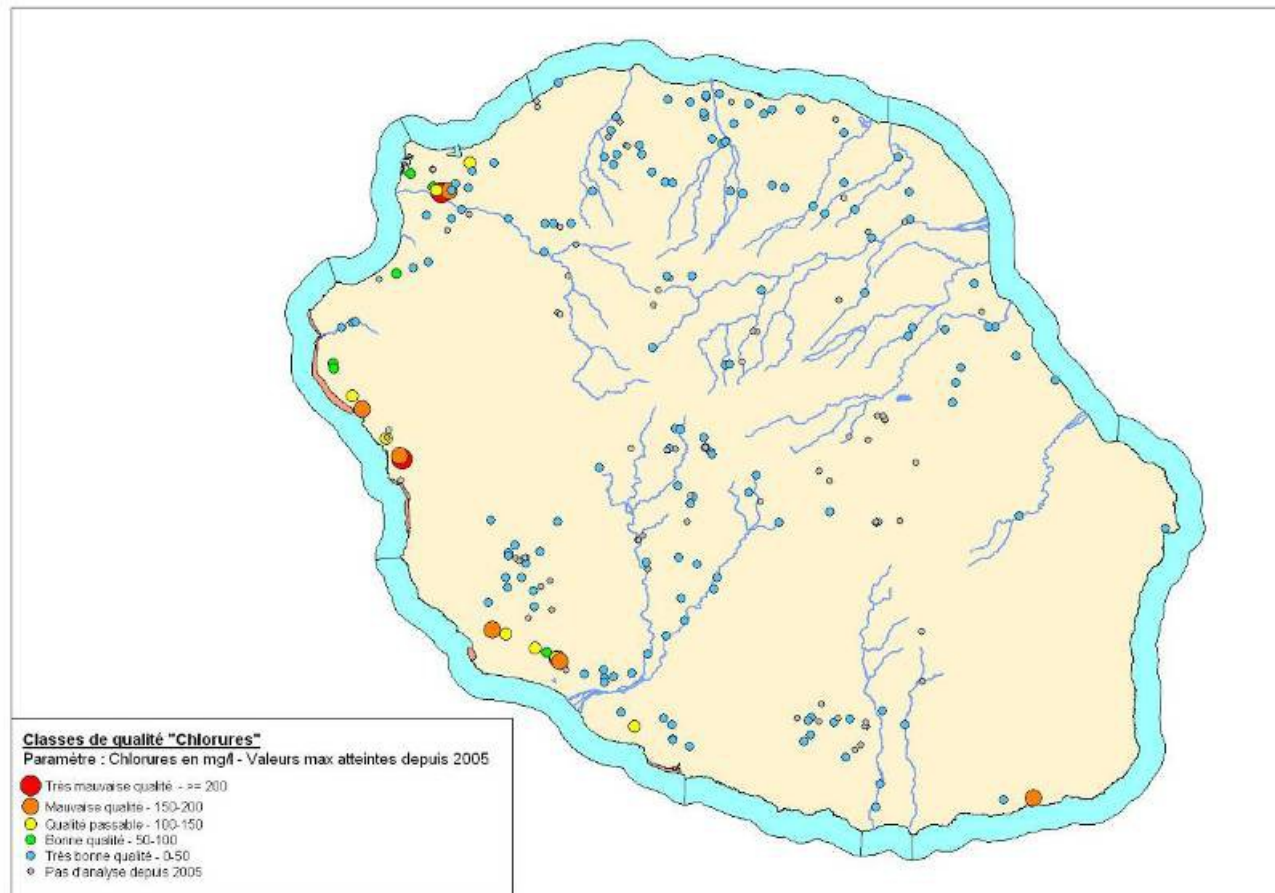 Classes de qualité "Chlorures"
Paramètre : Chlorures en mg/l - Valeurs max atteintes depuis 2005
Très mauvaise qualité - >= 200
Mauvaise qualité - 150-200
Qualité passable - 100-150
Bonne qualité - 50-100
Très bonne qualité - 0-50
Pas d'analyse depuis 2005